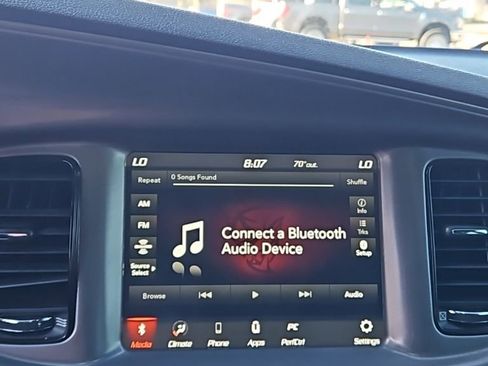 LO 8:07 70°out. LO
Repeat 0 Songs Found Shuffle
AM
Info
FM
Connect a Bluetooth
Audio Device
Trks
Setup
Source
Select
Browse Audio
Media Climate Phone Apps PerfCtrl Settings